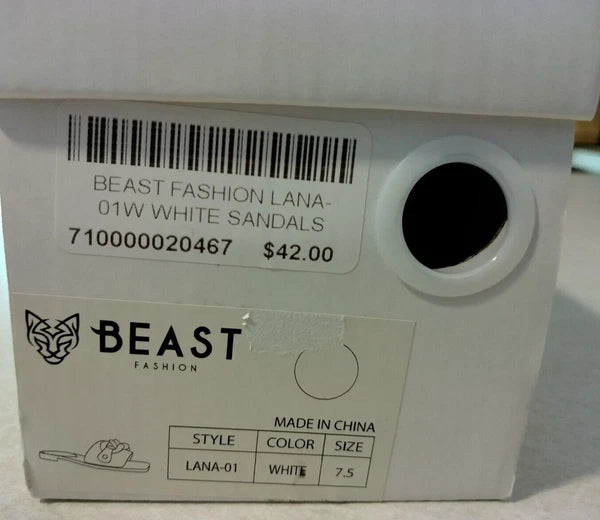 BEAST FASHION LANA-
01W WHITE SANDALS
710000020467 $42.00
BEAST
FASHION
MADE IN CHINA
STYLE COLOR SIZE
LANA-01 WHITE 7.5